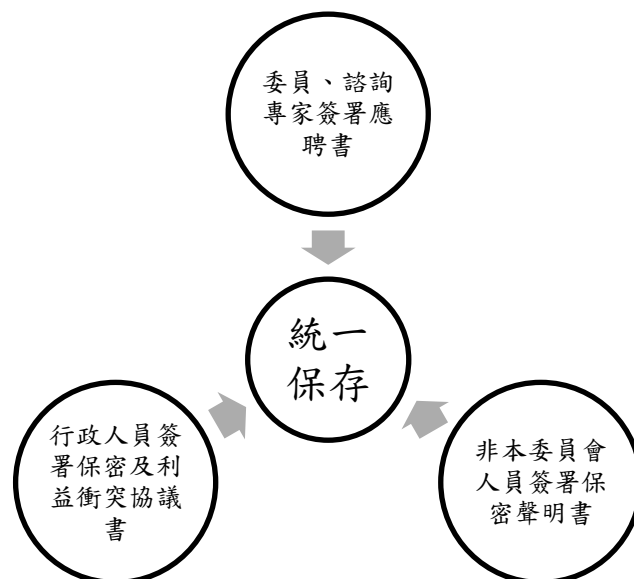 委員、諮詢
專家簽署應
聘書
統一
保存
行政人員簽
署保密及利
益衝突協議
書
非本委員會
人員簽署保
密聲明書